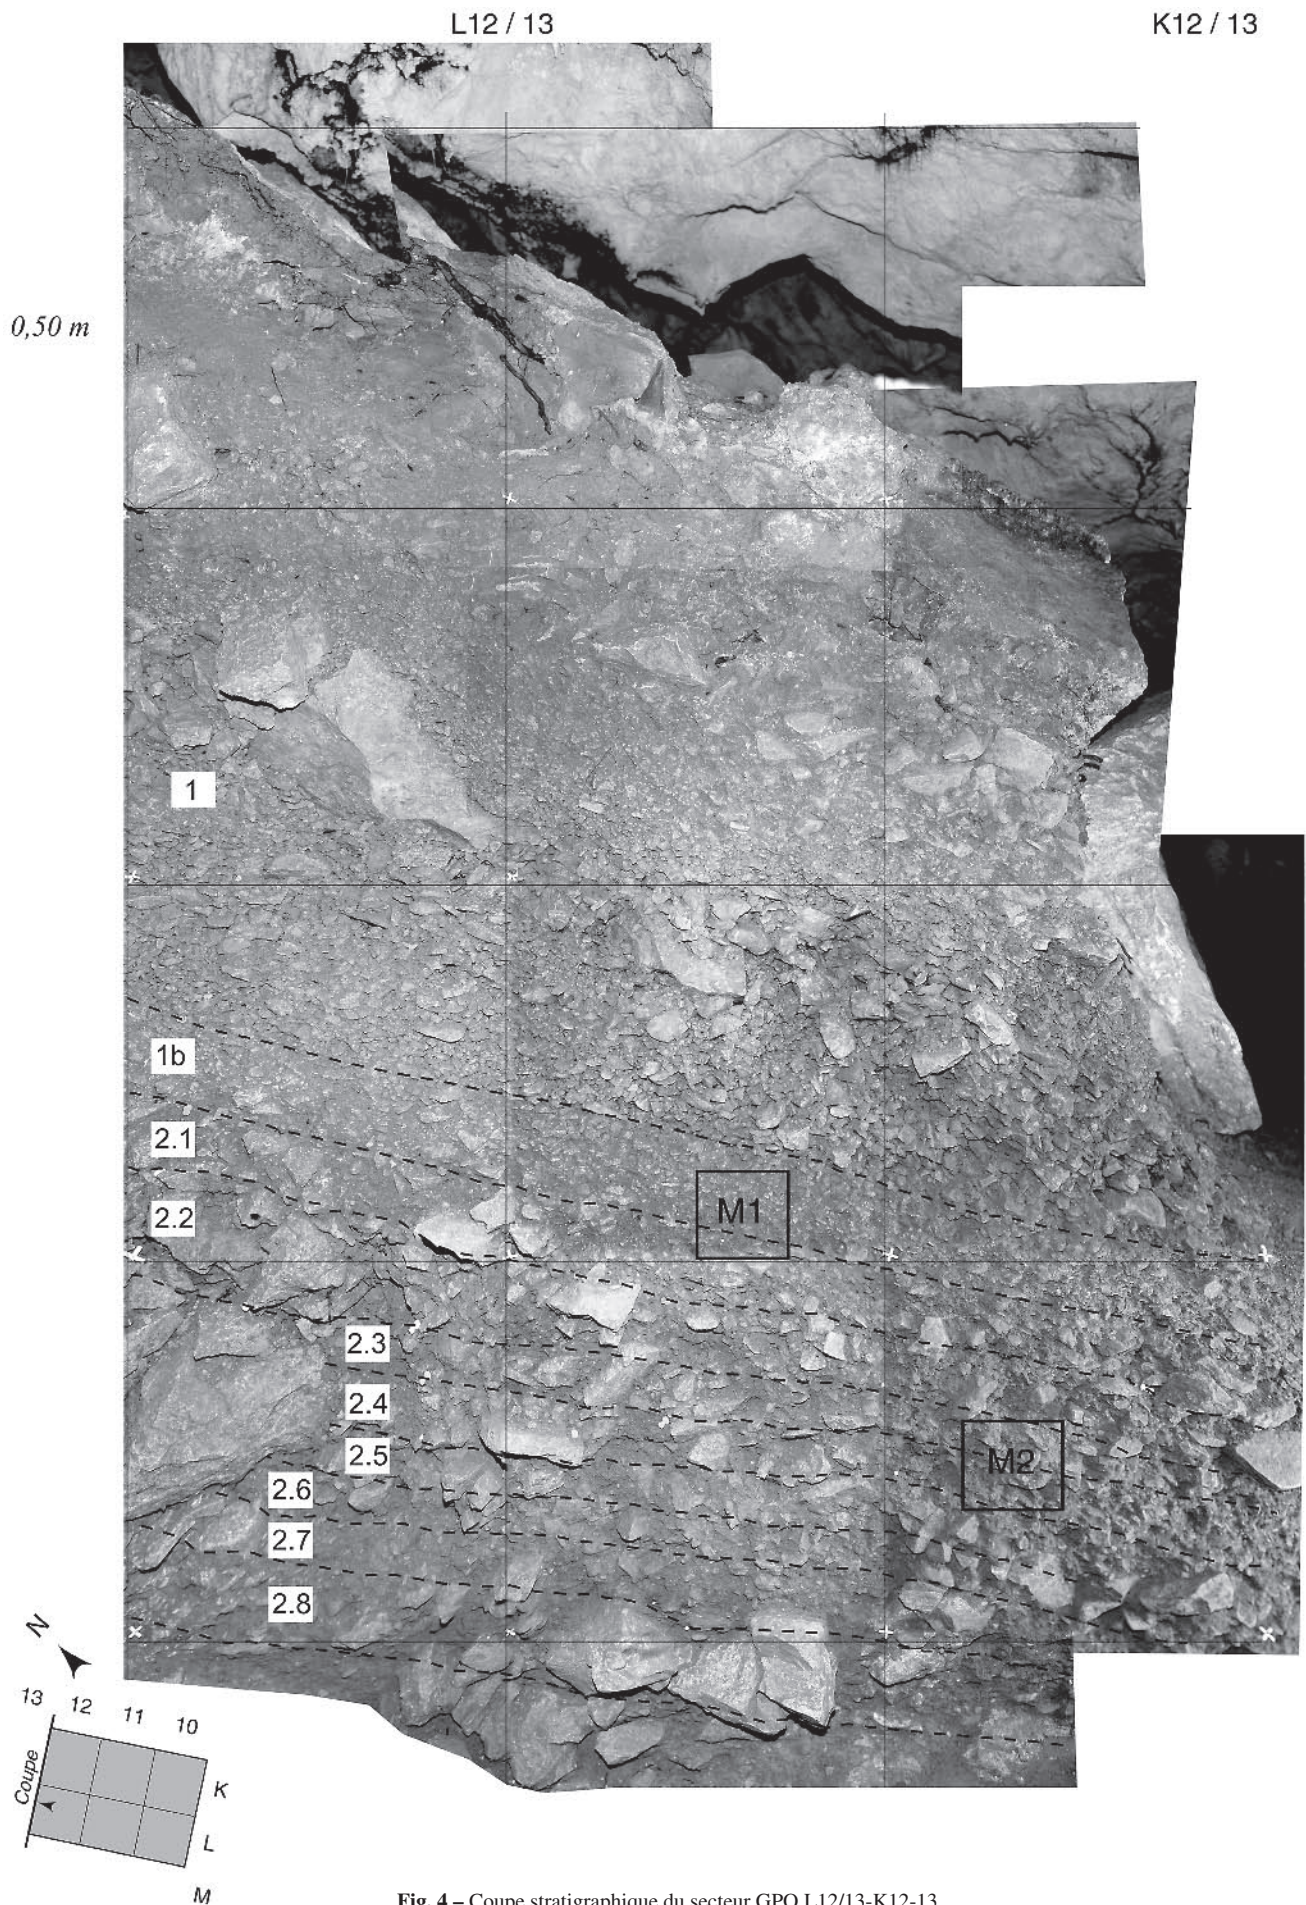 L12 / 13
K12 / 13
0,50 m
1
1b
2.1
2.2
M1
2.3
2.4
2.5
M2
2.6
2.7
2.8
N
13
12
11
10
Coupe
K
L
M
Fig. 4 – Coupe stratigraphique du secteur GPO L12/13-K12-13